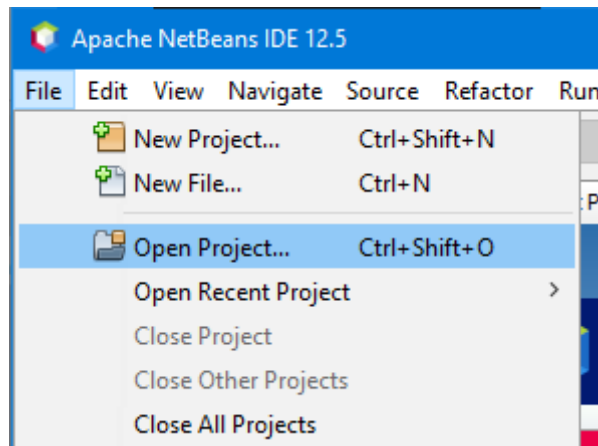 Apache NetBeans IDE 12.5
File Edit View Navigate Source Refactor Run
New Project... Ctrl+Shift+N
New File... Ctrl+N
Open Project... Ctrl+Shift+O
Open Recent Project
Close Project
Close Other Projects
Close All Projects